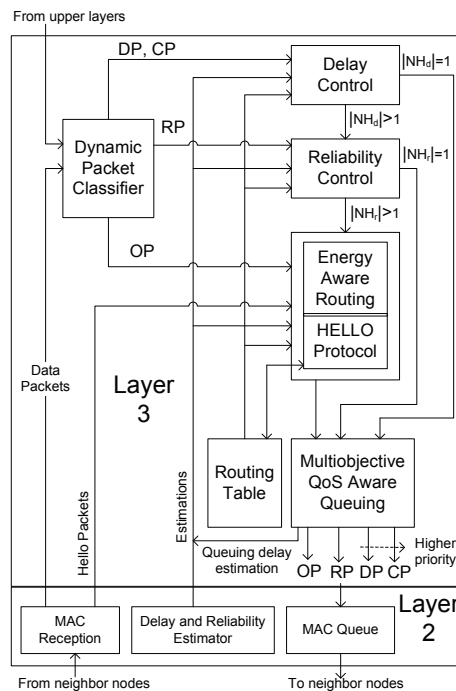 From upper layers
DP, CP
|NHd|=1
Delay
Control
|NHd|>1
Dynamic
Packet
Classifier
RP
|NHr|=1
Reliability
Control
|NHr|>1
OP
Energy
Aware
Routing
HELLO
Protocol
Data
Packets
Layer
3
Hello Packets
Estimations
Routing
Table
Multiobjective
QoS Aware
Queuing
Queuing delay
estimation
OP
RP
DP
CP
Higher
priority
Layer
2
MAC
Reception
Delay and Reliability
Estimator
MAC Queue
From neighbor nodes
To neighbor nodes